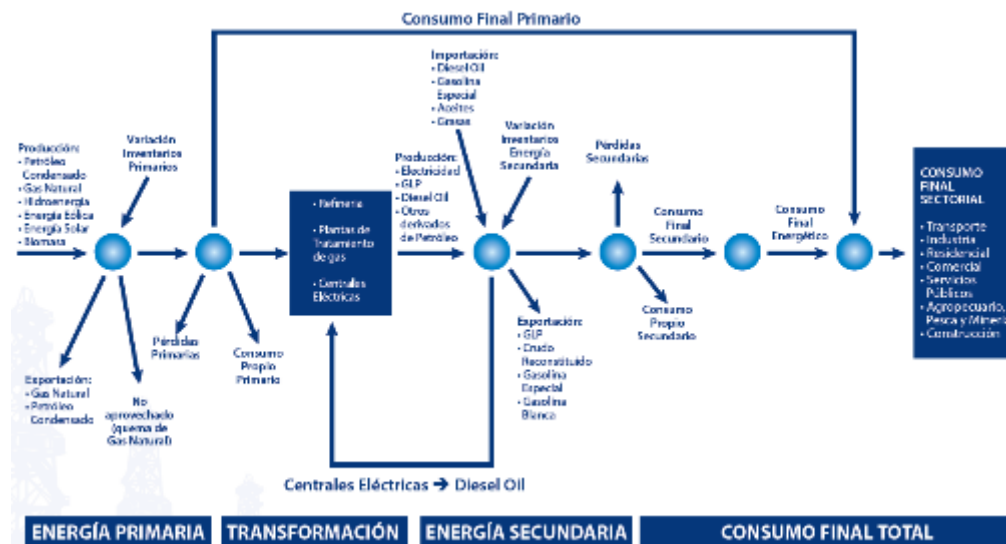 Consumo Final Primario
Importación:
• Diesel Oil
• Gasolina
Especial
• Aceites
• Grasas
Producción:
• Petróleo
Condensado
• Gas Natural
• Hidroenergía
• Energía Eólica
• Energía Solar
• Biomasa
Variación
Inventarios
Primarios
• Refinería
• Plantas de
Tratamiento
de gas
• Centrales
Eléctricas
Producción:
• Electricidad
• GLP
• Diesel Oil
• Otros
derivados
de Petróleo
Variación
Inventarios
Energía
Secundaria
Pérdidas
Secundarias
Consumo
Final
Secundario
Consumo
Final
Energético
CONSUMO
FINAL
SECTORIAL
• Transporte
• Industria
• Residencial
• Comercial
• Servicios
Públicos
• Agropecuario,
Pesca y Minería
• Construcción
Exportación:
• Gas Natural
• Petróleo
Condensado
No
aprovechado
(quema de
Gas Natural)
Pérdidas
Primarias
Consumo
Propio
Primario
Exportación:
• GLP
• Crudo
Reconstituido
• Gasolina
Especial
• Gasolina
Blanca
Consumo
Propio
Secundario
Centrales Eléctricas → Diesel Oil
ENERGÍA PRIMARIA
TRANSFORMACIÓN
ENERGÍA SECUNDARIA
CONSUMO FINAL TOTAL